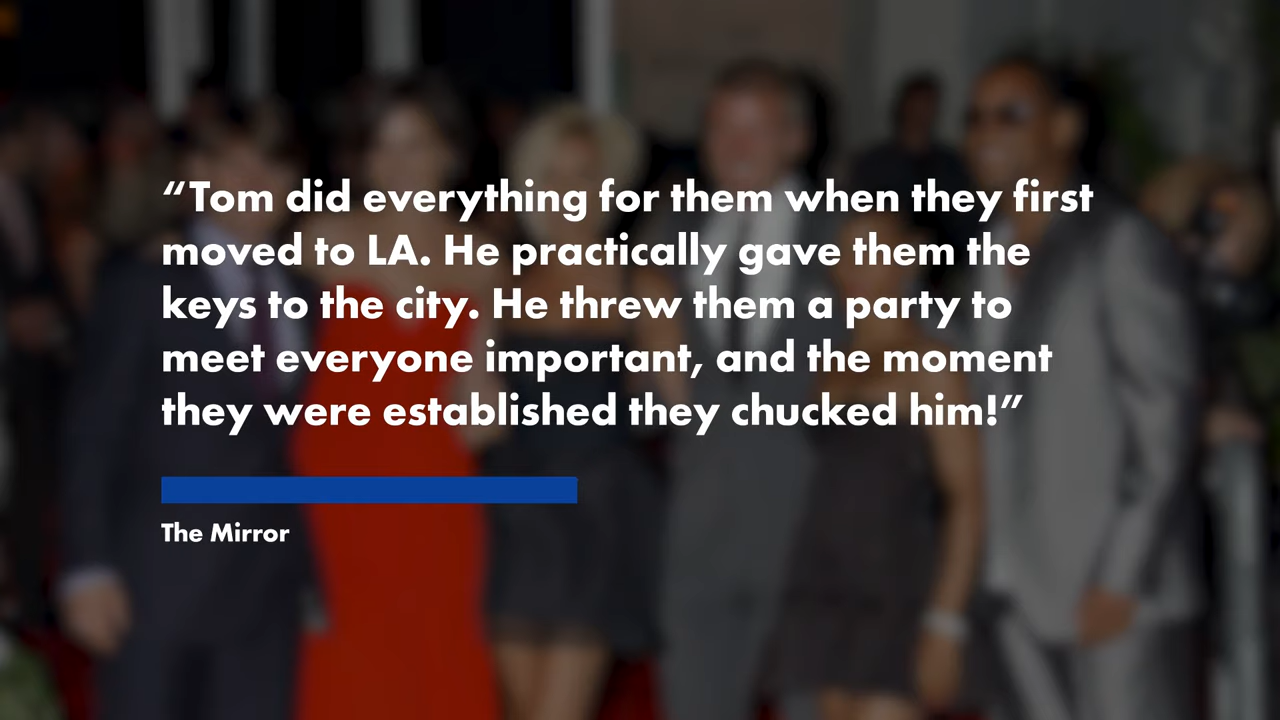 “Tom did everything for them when they first
moved to LA. He practically gave them the
keys to the city. He threw them a party to
meet everyone important, and the moment
they were established they chucked him!”
The Mirror